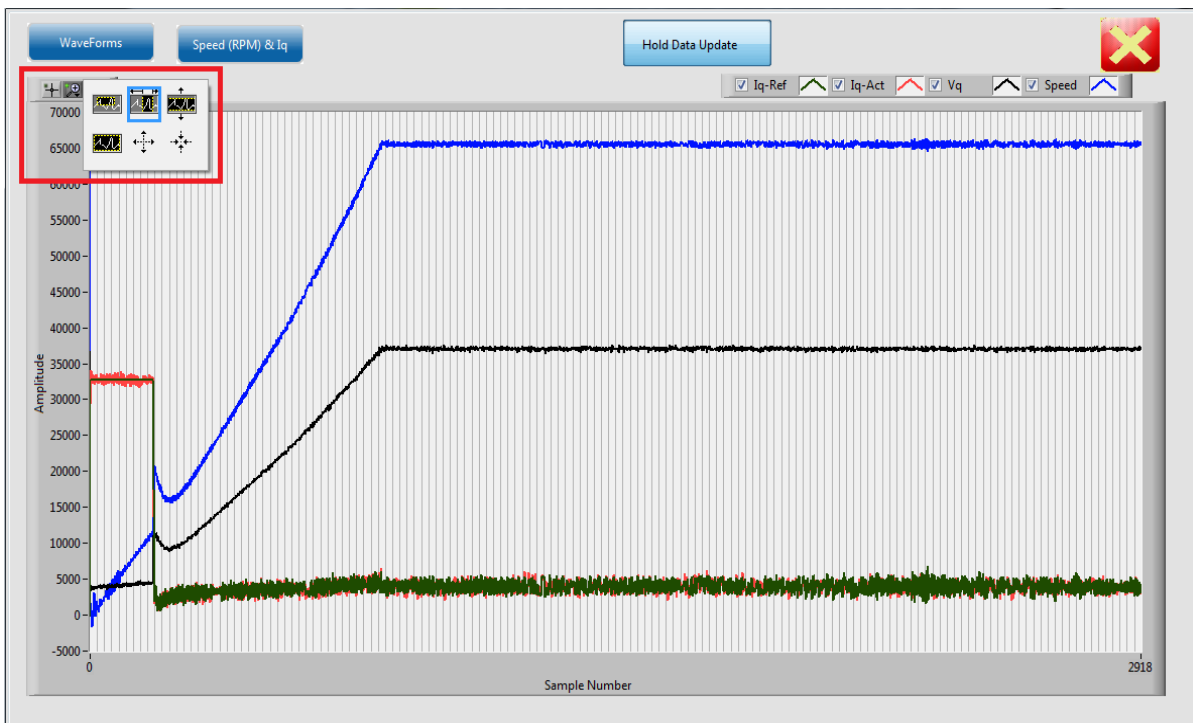 WaveForms
Speed (RPM) & Iq
Hold Data Update
Iq-Ref
Iq-Act
Vq
Speed
70000
65000
60000
55000
50000
45000
40000
35000
30000
25000
20000
15000
10000
5000
0
-5000
Amplitude
0
2918
Sample Number